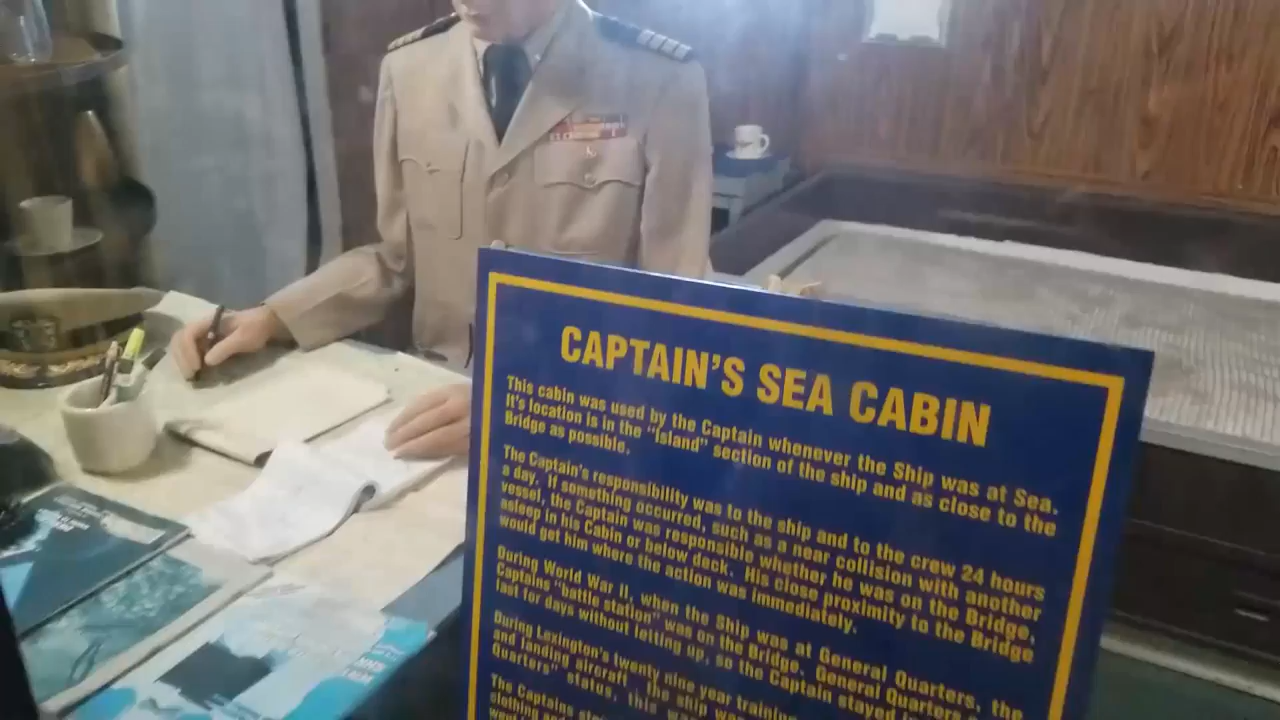 CAPTAIN'S SEA CABIN
This cabin was used by the Captain whenever the Ship was at Sea.
It's location is in the "Island" section of the ship and as close to the
Bridge as possible.
The Captain's responsibility was to the ship and to the crew 24 hours
a day. If something occurred, such as a near collision with another
vessel, the Captain was responsible whether he was on the Bridge,
asleep in his Cabin or below deck. His close proximity to the Bridge
would get him where the action was immediately.
During World War II, when the Ship was at General Quarters, the
Captains "battle station" was on the Bridge. General Quarters
last for days without letting up, so the Captain stayed
During Lexington's twenty nine year training
and landing aircraft, the ship was
Quarters" status, this was
The Captains
clothing